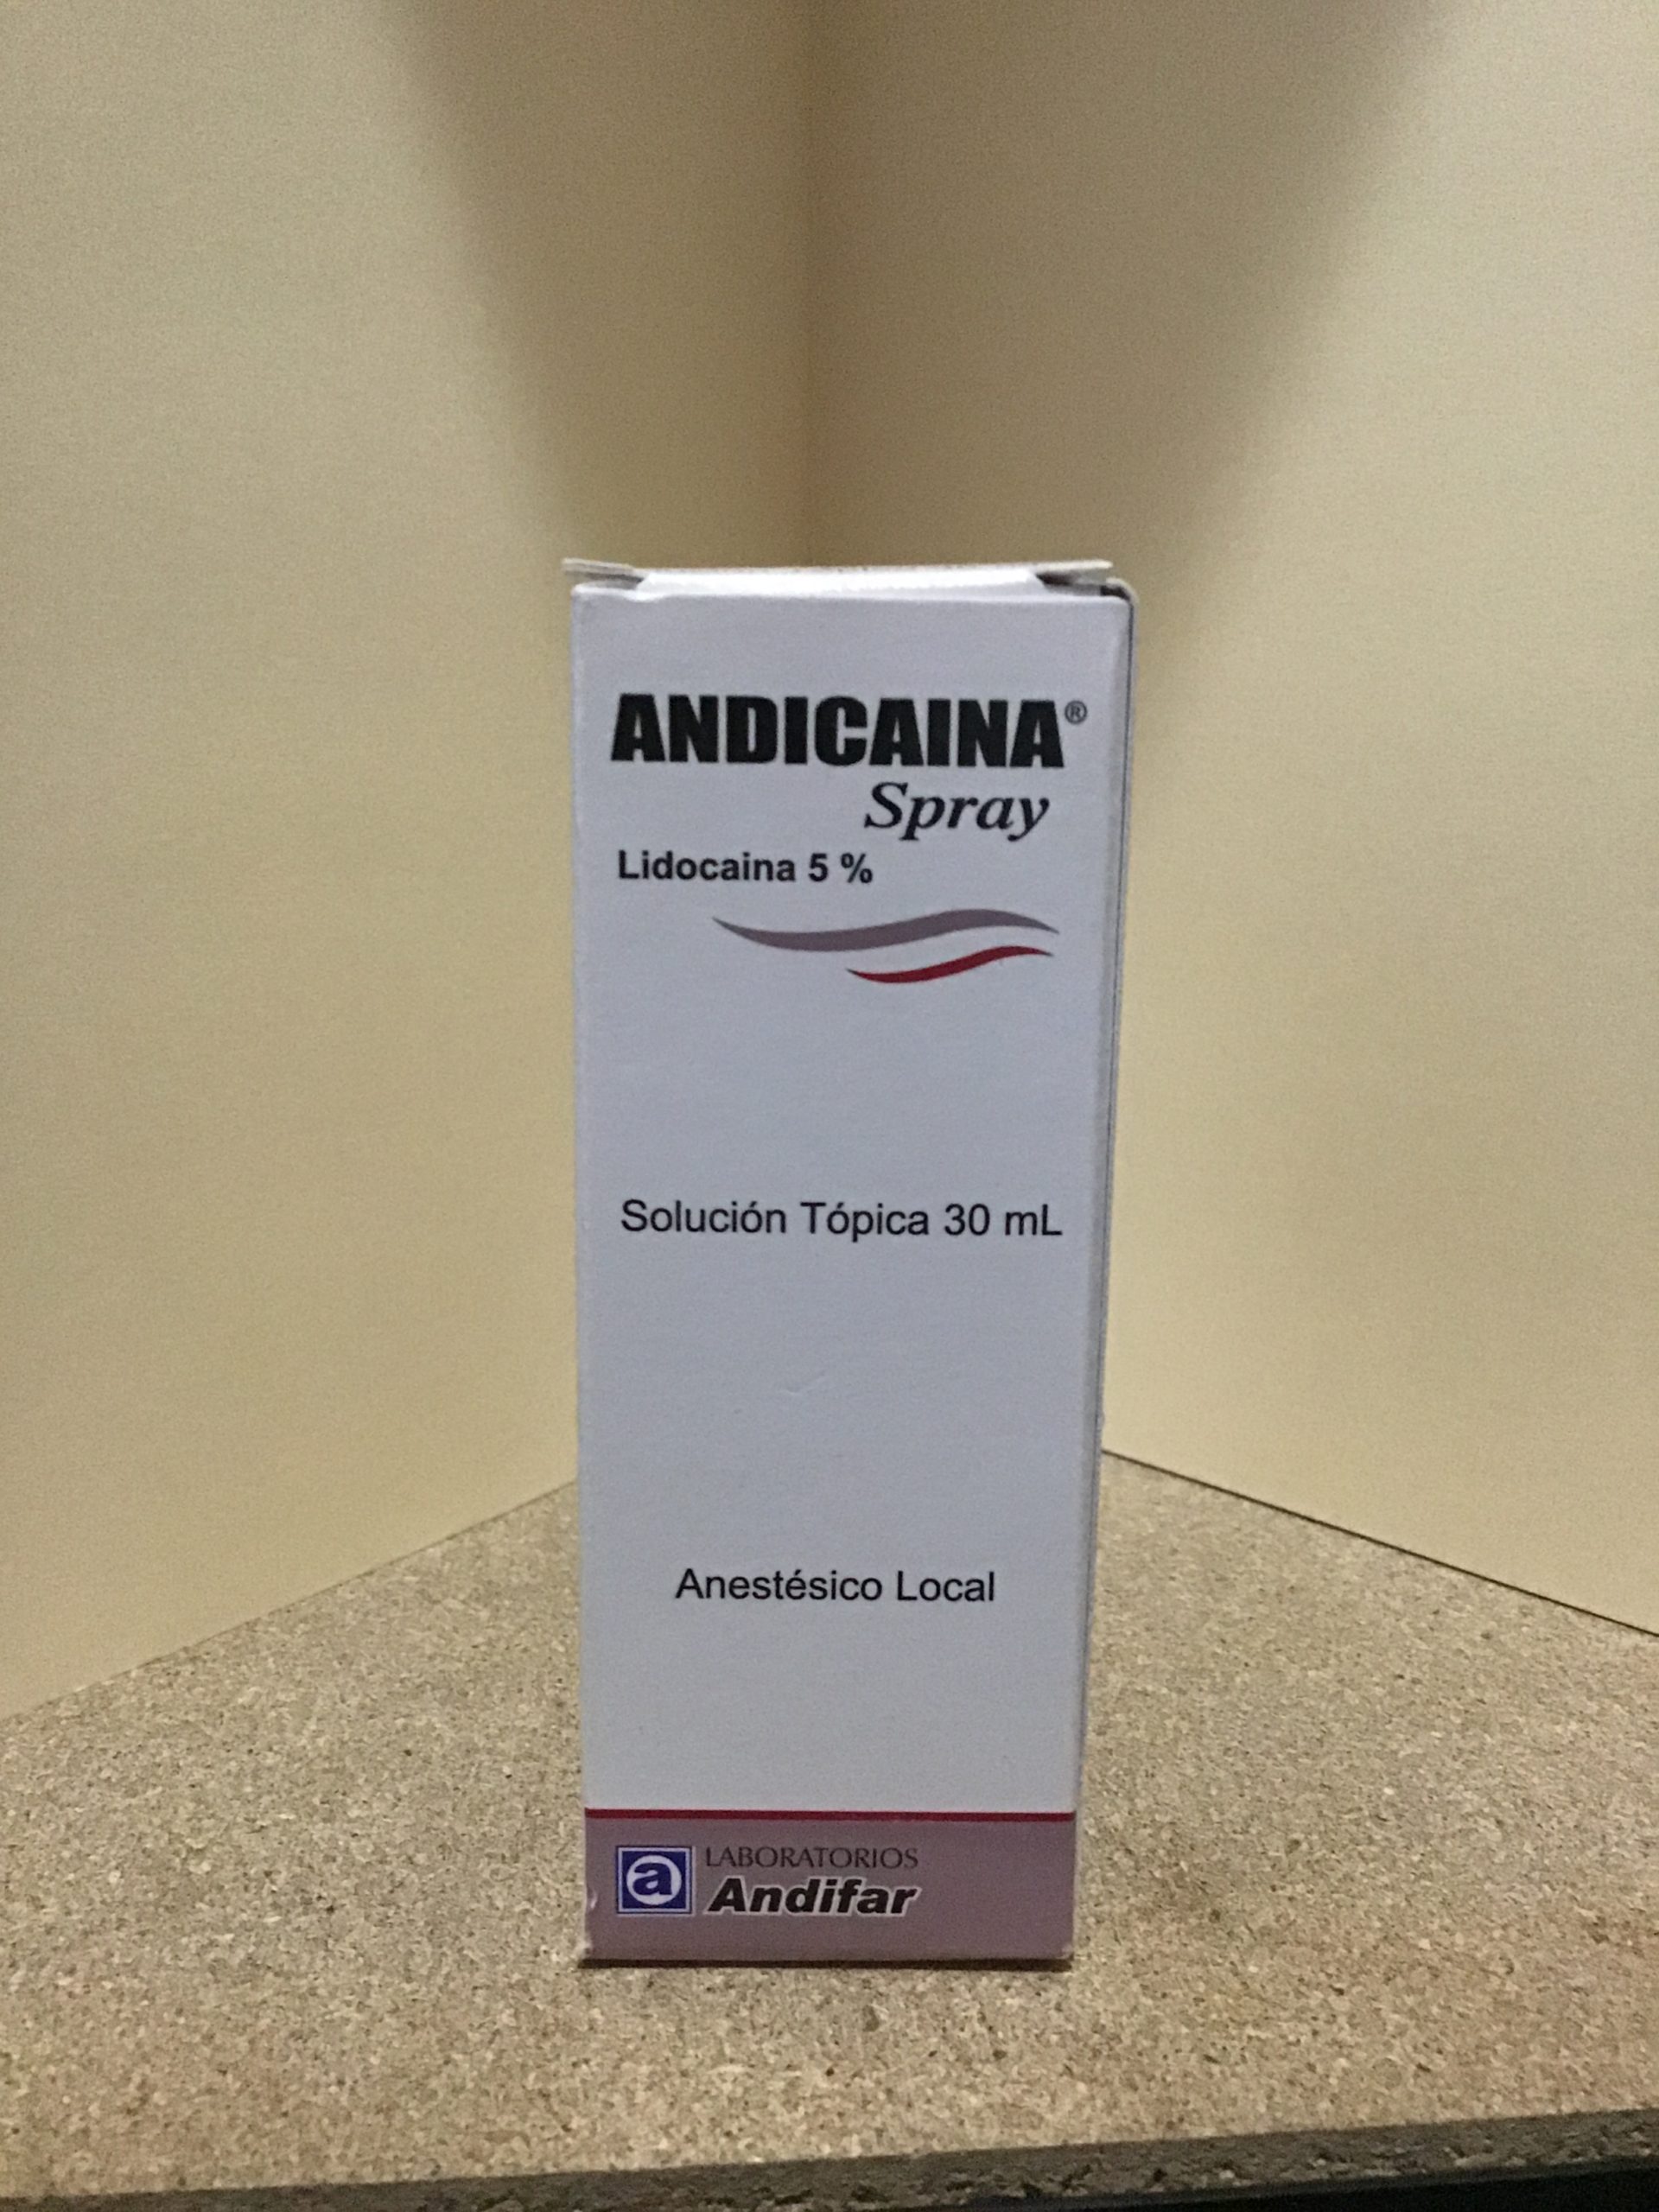 ANDICAINA®
Spray
Lidocaina 5 %
Solución Tópica 30 mL
Anestésico Local
a
LABORATORIOS
Andifar